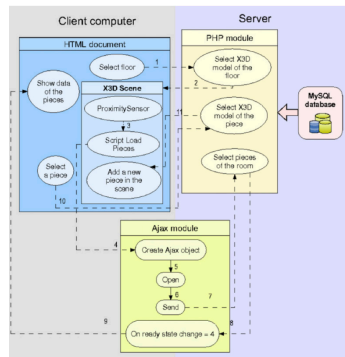 Client computer
Server
HTML document
PHP module
Select floor
1
Select X3D
model of the
floor
2
Show data
of the
pieces
X3D Scene
ProximitySensor
3
Script Load
Pieces
11
Select X3D
model of the
piece
MySQL
database
Select
a piece
10
Add a new
piece in the
scene
Select pieces
of the room
Ajax module
4
Create Ajax object
5
Open
6
Send
7
9
On ready state change = 4
8